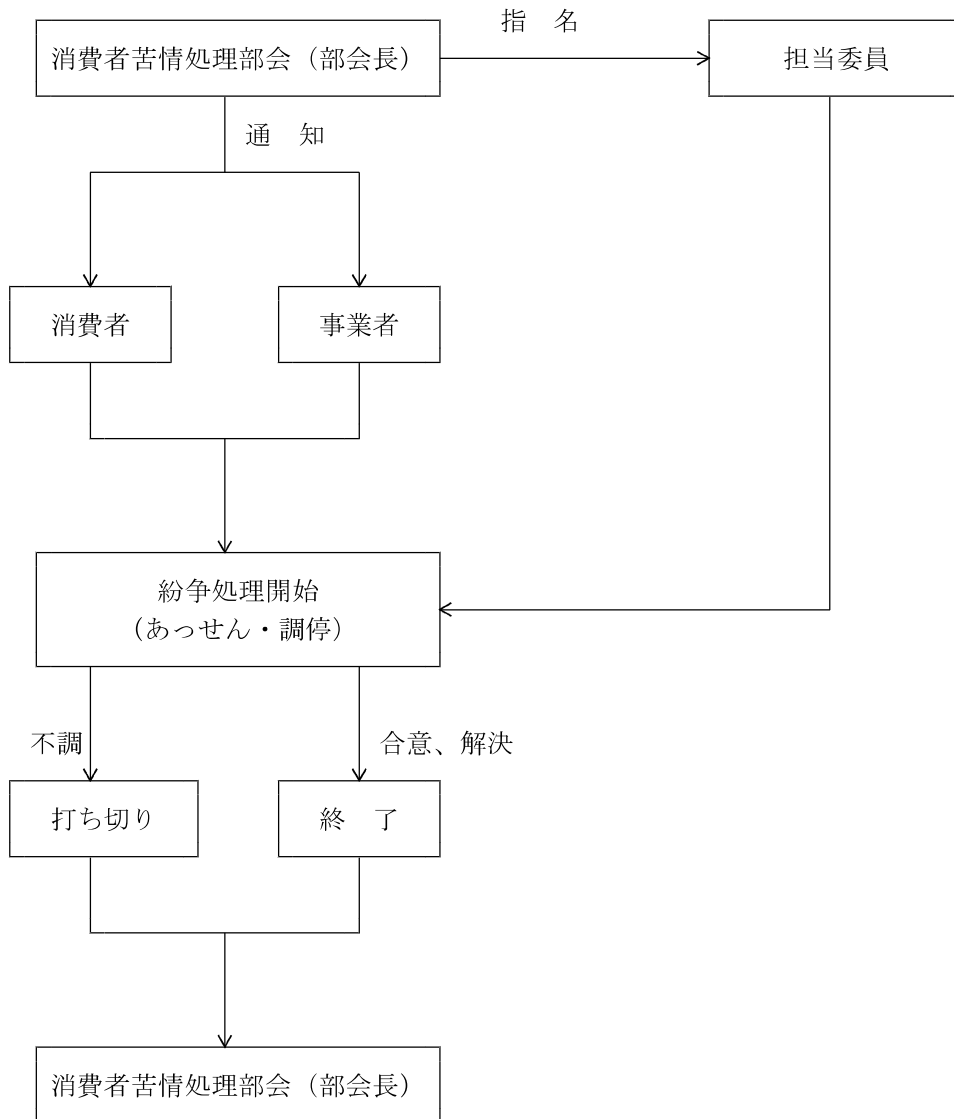 指　名
消費者苦情処理部会（部会長）
担当委員
通　知
消費者
事業者
紛争処理開始
（あっせん・調停）
不調
合意、解決
打ち切り
終　了
消費者苦情処理部会（部会長）